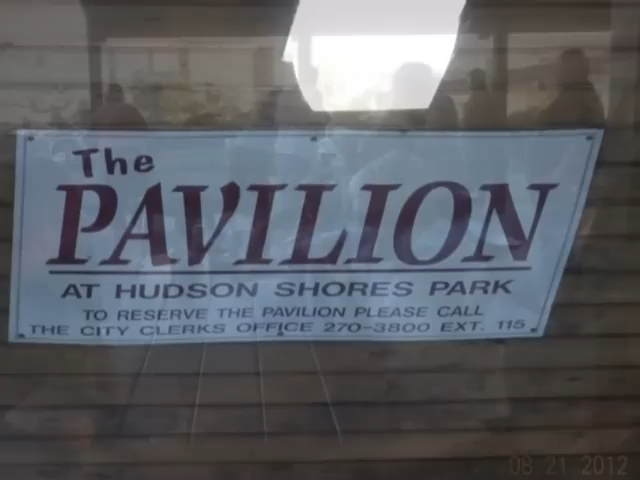 The
PAVILION
AT HUDSON SHORES PARK
TO RESERVE THE PAVILION PLEASE CALL
THE CITY CLERKS OFFICE 270-3800 EXT. 115
08 21 2012